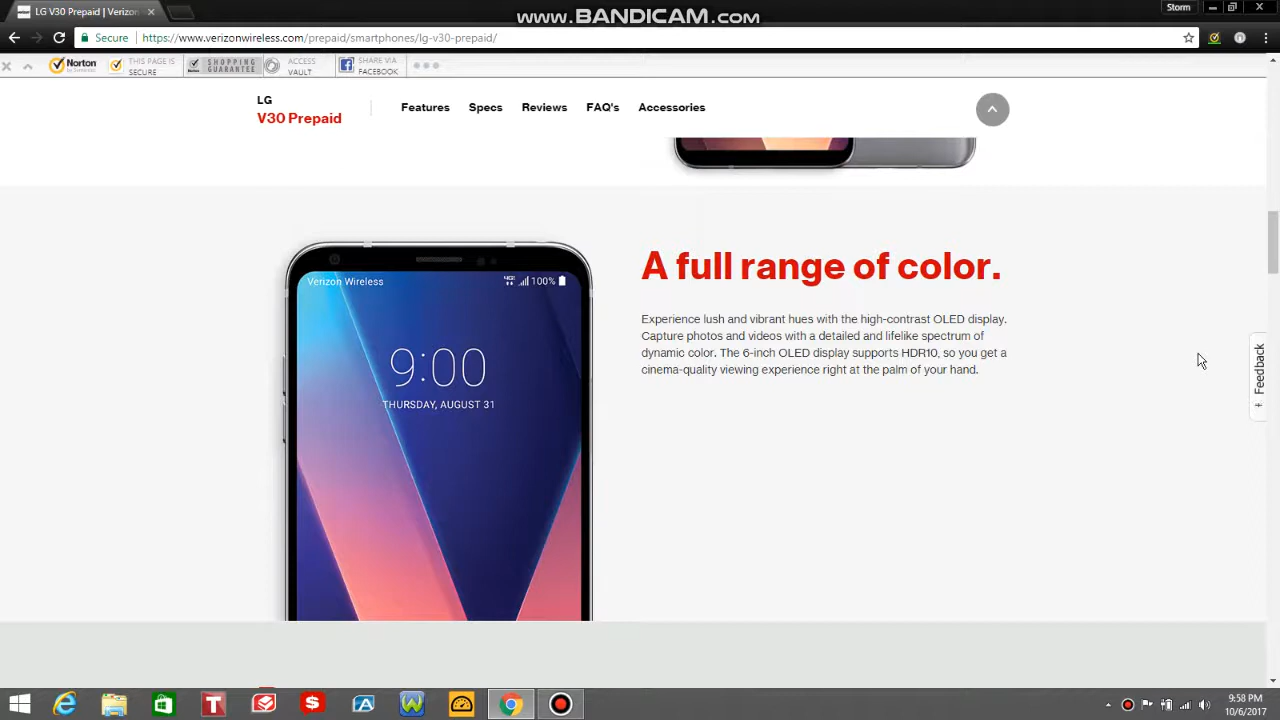 LG V30 Prepaid | Verizon
www.BANDICAM.com
Storm
Secure
https://www.verizonwireless.com/prepaid/smartphones/lg-v30-prepaid/
Norton
by Symantec
THIS PAGE IS
SECURE
SHOPPING
GUARANTEE
ACCESS
VAULT
SHARE VIA
FACEBOOK
LG
V30 Prepaid
Features
Specs
Reviews
FAQ's
Accessories
Verizon Wireless
4G
100%
9:00
THURSDAY, AUGUST 31
A full range of color.
Experience lush and vibrant hues with the high-contrast OLED display.
Capture photos and videos with a detailed and lifelike spectrum of
dynamic color. The 6-inch OLED display supports HDR10, so you get a
cinema-quality viewing experience right at the palm of your hand.
+ Feedback
9:58 PM
10/6/2017